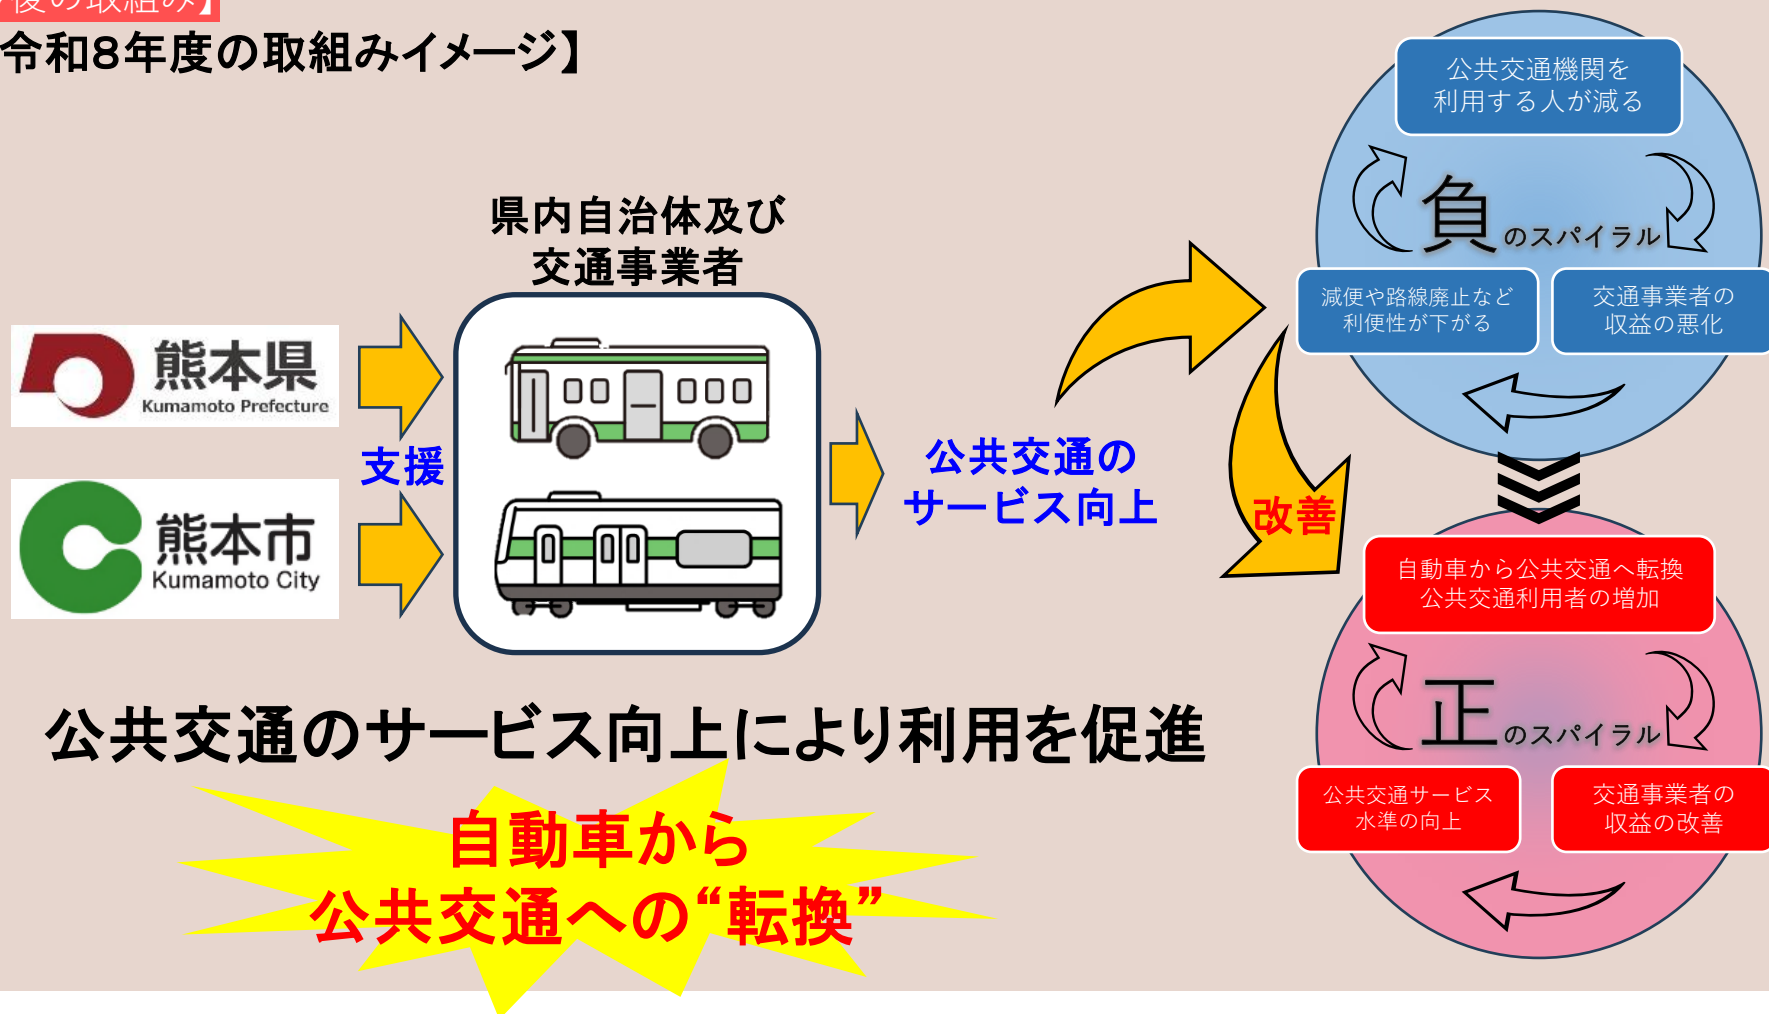 後の取組み】
令和8年度の取組みイメージ】
県内自治体及び
交通事業者
熊本県
Kumamoto Prefecture
支援
熊本市
Kumamoto City
公共交通の
サービス向上
改善
公共交通機関を
利用する人が減る
負のスパイラル
減便や路線廃止など
利便性が下がる
交通事業者の
収益の悪化
自動車から公共交通へ転換
公共交通利用者の増加
正のスパイラル
公共交通サービス
水準の向上
交通事業者の
収益の改善
公共交通のサービス向上により利用を促進
自動車から
公共交通への“転換”